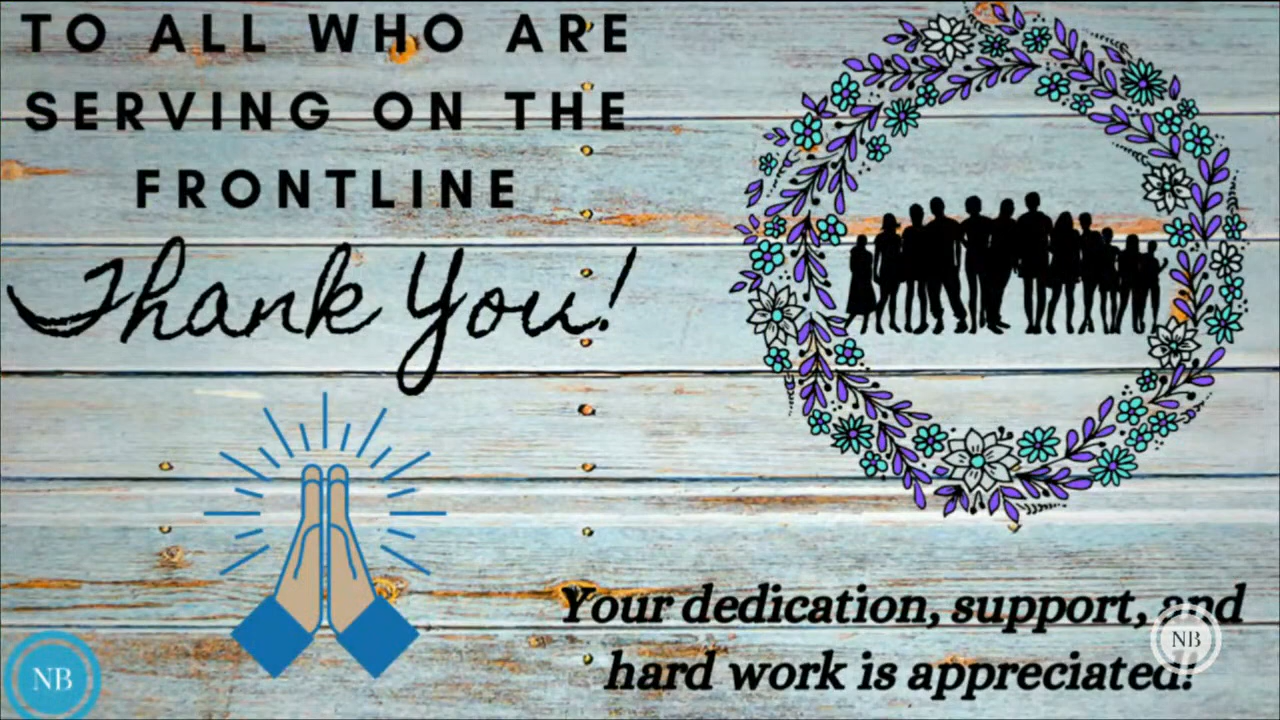 TO ALL WHO ARE
SERVING ON THE
FRONTLINE
Thank You!
Your dedication, support, and
hard work is appreciated!
NB
NB